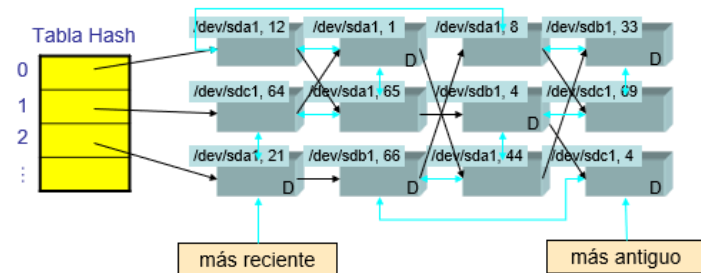 Tabla Hash
0
1
2
⋮
/dev/sda1, 12
/dev/sda1, 1
/dev/sda1, 8
/dev/sdb1, 33
D
D
/dev/sdc1, 64
/dev/sda1, 65
/dev/sdb1, 4
/dev/sdc1, 69
D
/dev/sda1, 21
/dev/sdb1, 66
/dev/sda1, 44
/dev/sdc1, 4
D
D
D
más reciente
más antiguo